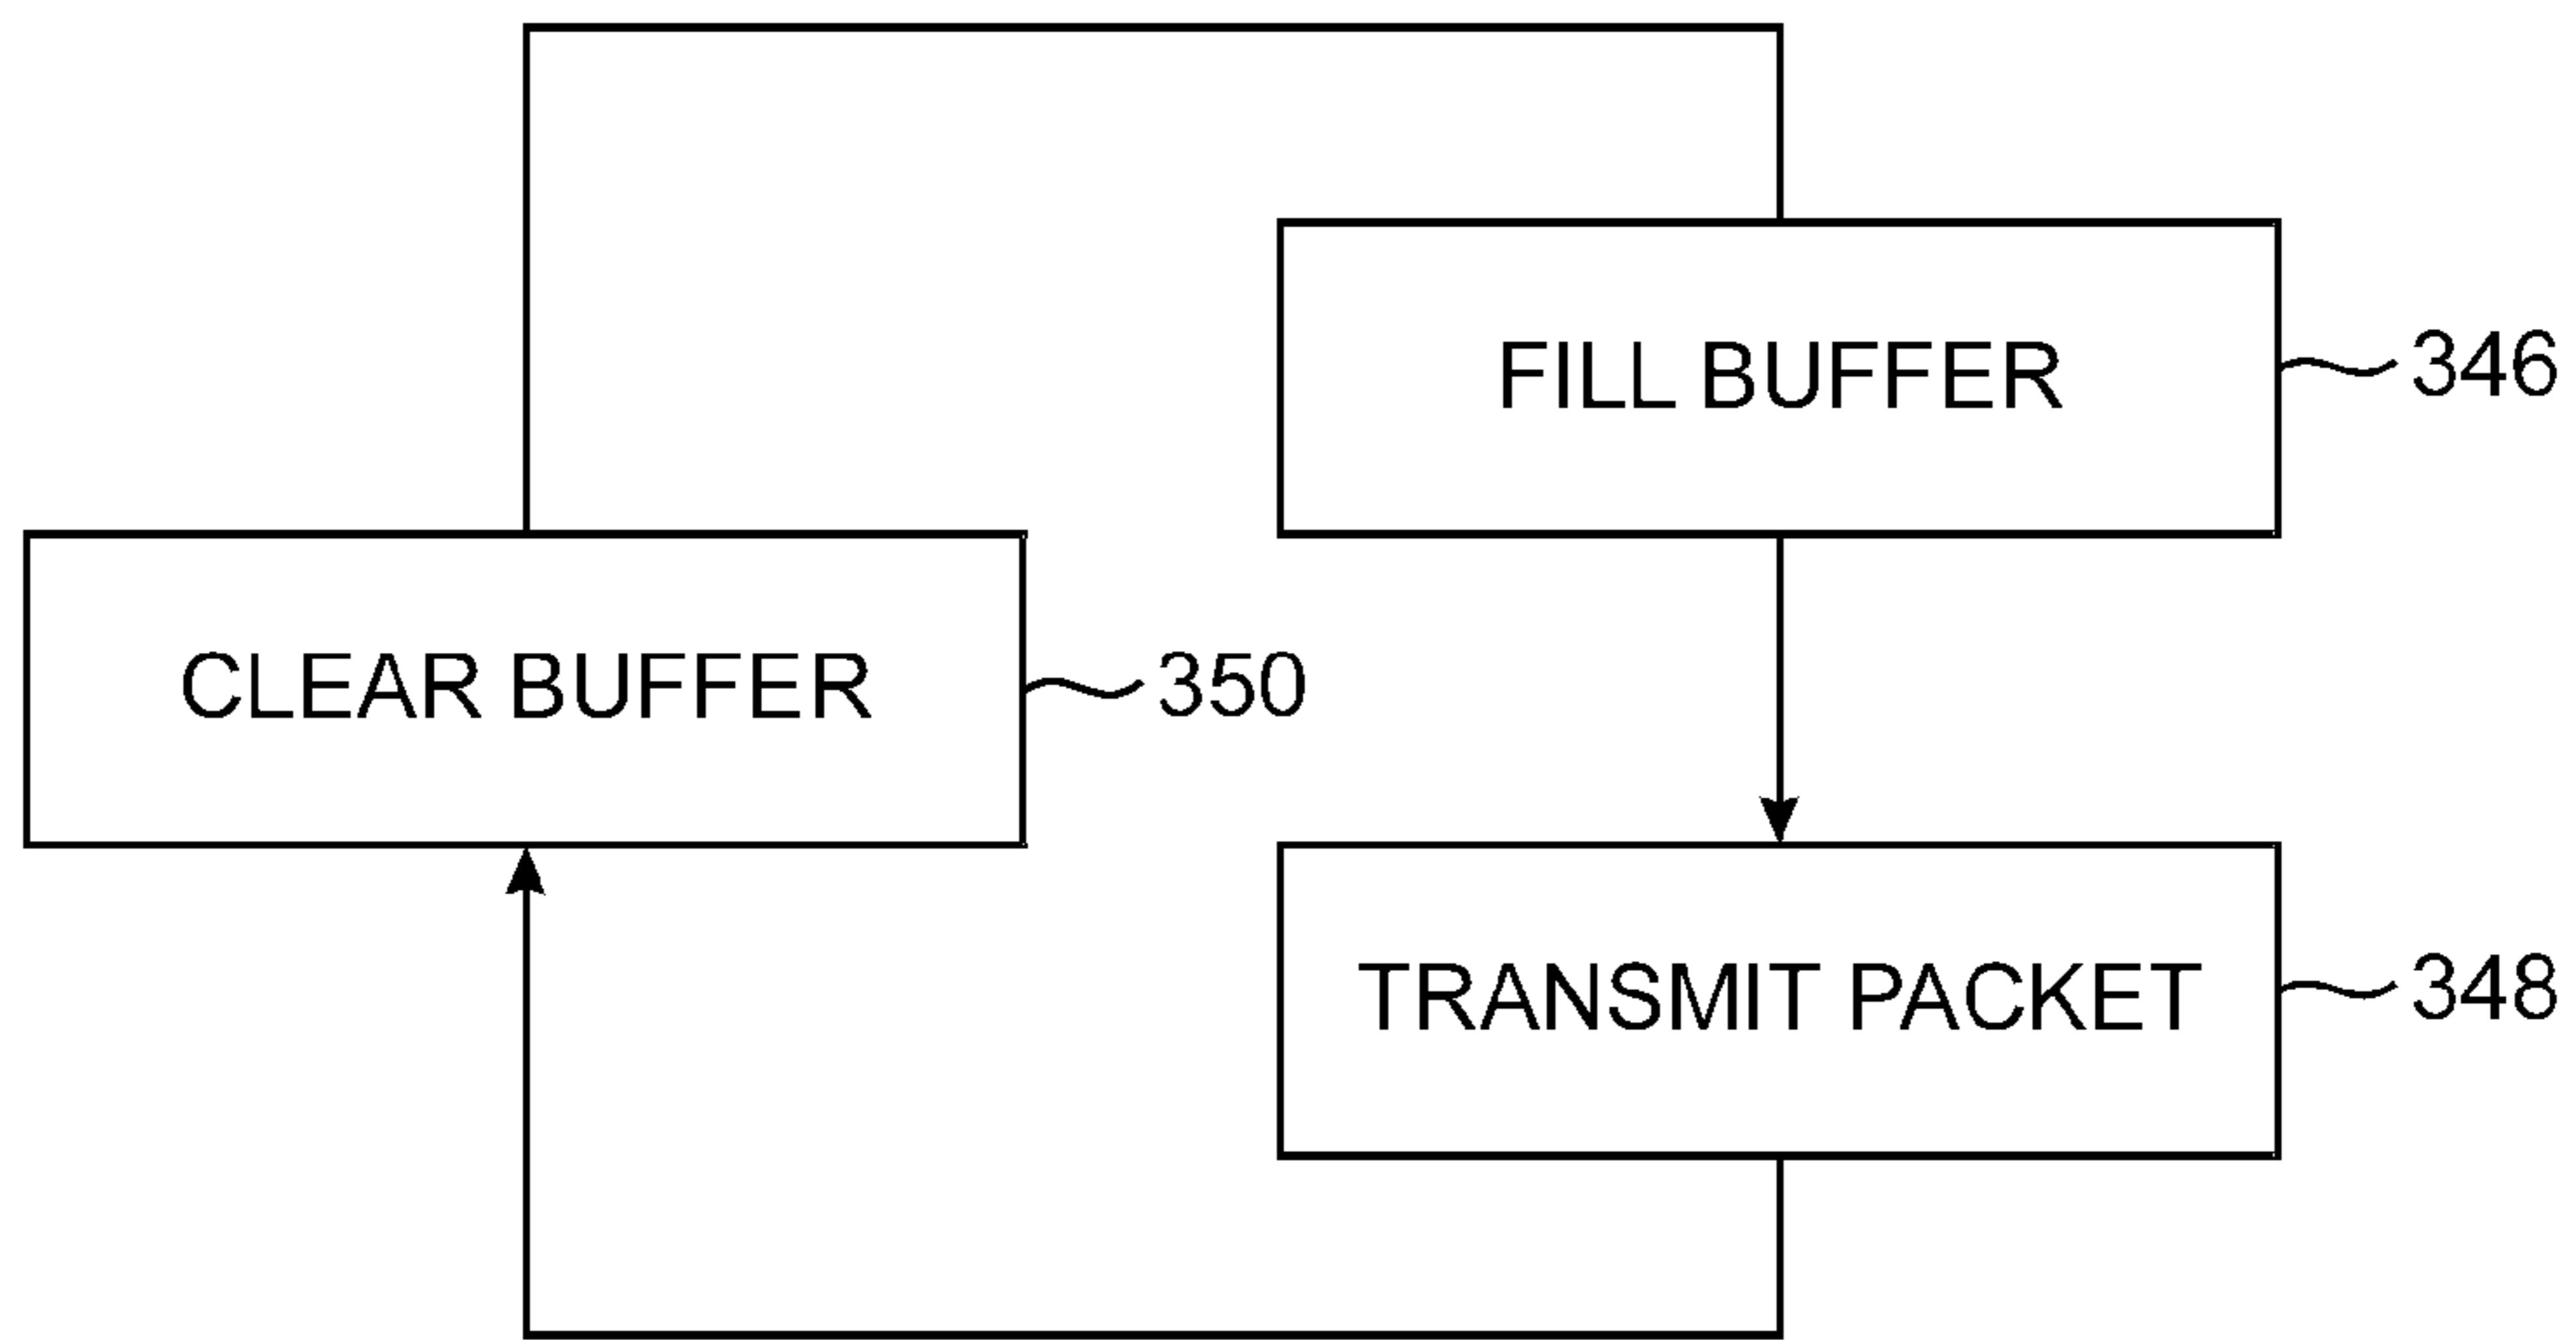 FILL BUFFER
346
CLEAR BUFFER
350
TRANSMIT PACKET
348